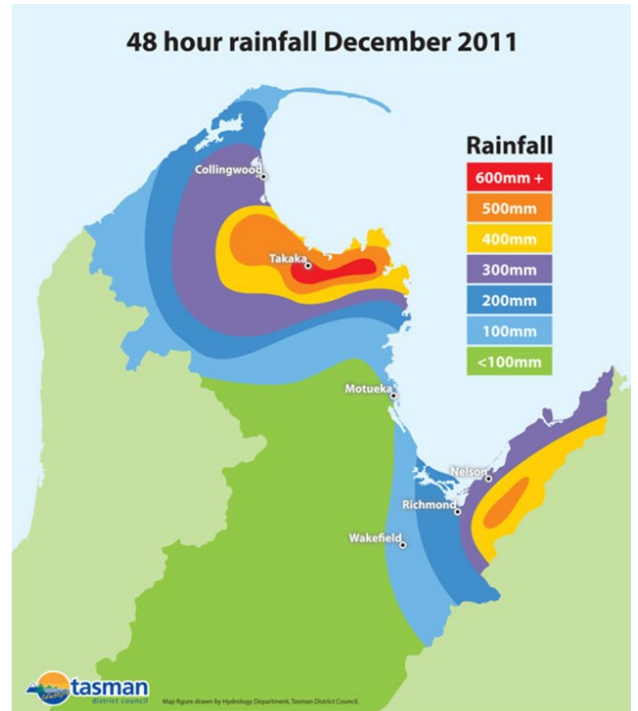 48 hour rainfall December 2011
Rainfall
600mm +
500mm
400mm
300mm
200mm
100mm
<100mm
Collingwood
Takaka
Motueka
Nelson
Richmond
Wakefield
tasman
district council
Map figure drawn by Hydrology Department, Tasman District Council.